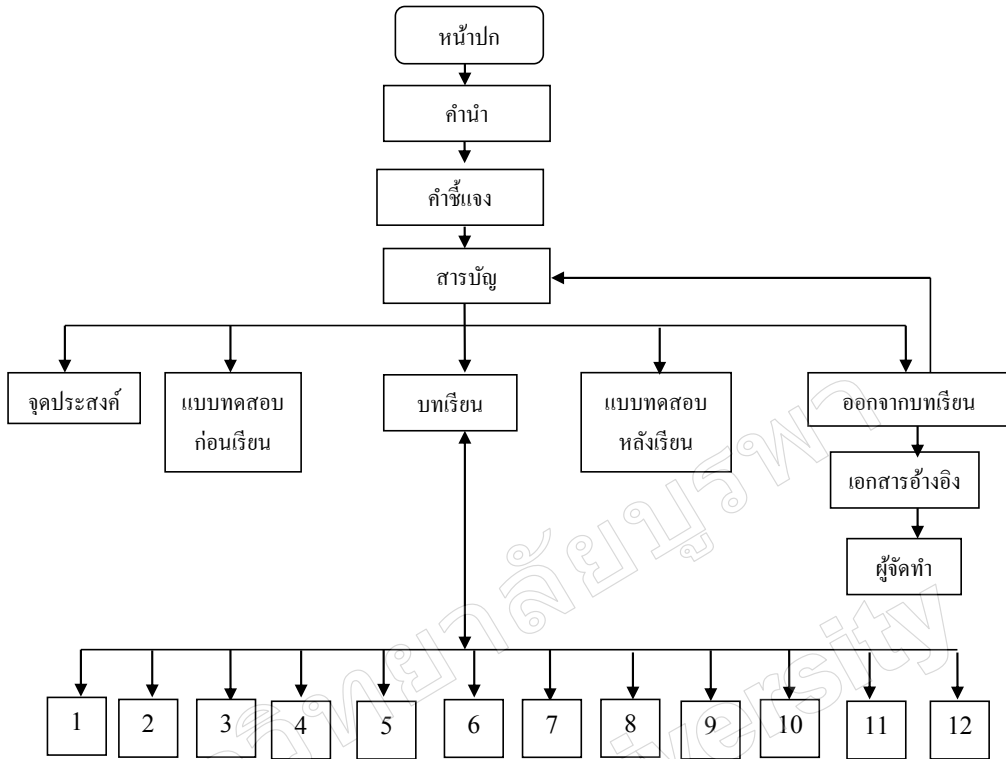 หน้าปก
คำนำ
คำชี้แจง
สารบัญ
จุดประสงค์
แบบทดสอบ
ก่อนเรียน
บทเรียน
แบบทดสอบ
หลังเรียน
ออกจากบทเรียน
เอกสารอ้างอิง
ผู้จัดทำ
1 2 3 4 5 6 7 8 9 10 11 12